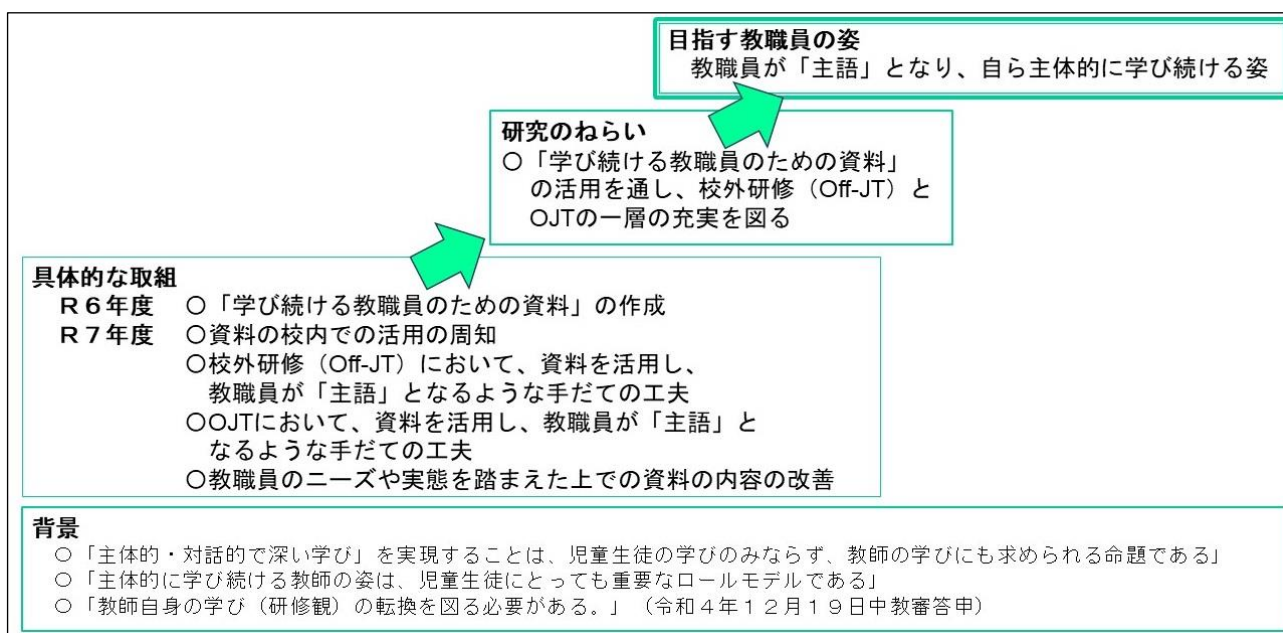 目指す教職員の姿
教職員が「主語」となり、自ら主体的に学び続ける姿
研究のねらい
○「学び続ける教職員のための資料」
の活用を通し、校外研修（Off-JT）と
OJTの一層の充実を図る
具体的な取組
Ｒ６年度 ○「学び続ける教職員のための資料」の作成
Ｒ７年度 ○資料の校内での活用の周知
○校外研修（Off-JT）において、資料を活用し、
教職員が「主語」となるような手だての工夫
○OJTにおいて、資料を活用し、教職員が「主語」と
なるような手だての工夫
○教職員のニーズや実態を踏まえた上での資料の内容の改善
背景
○「主体的・対話的で深い学び」を実現することは、児童生徒の学びのみならず、教師の学びにも求められる命題である」
○「主体的に学び続ける教師の姿は、児童生徒にとっても重要なロールモデルである」
○「教師自身の学び（研修観）の転換を図る必要がある。」（令和４年１２月１９日中教審答申）